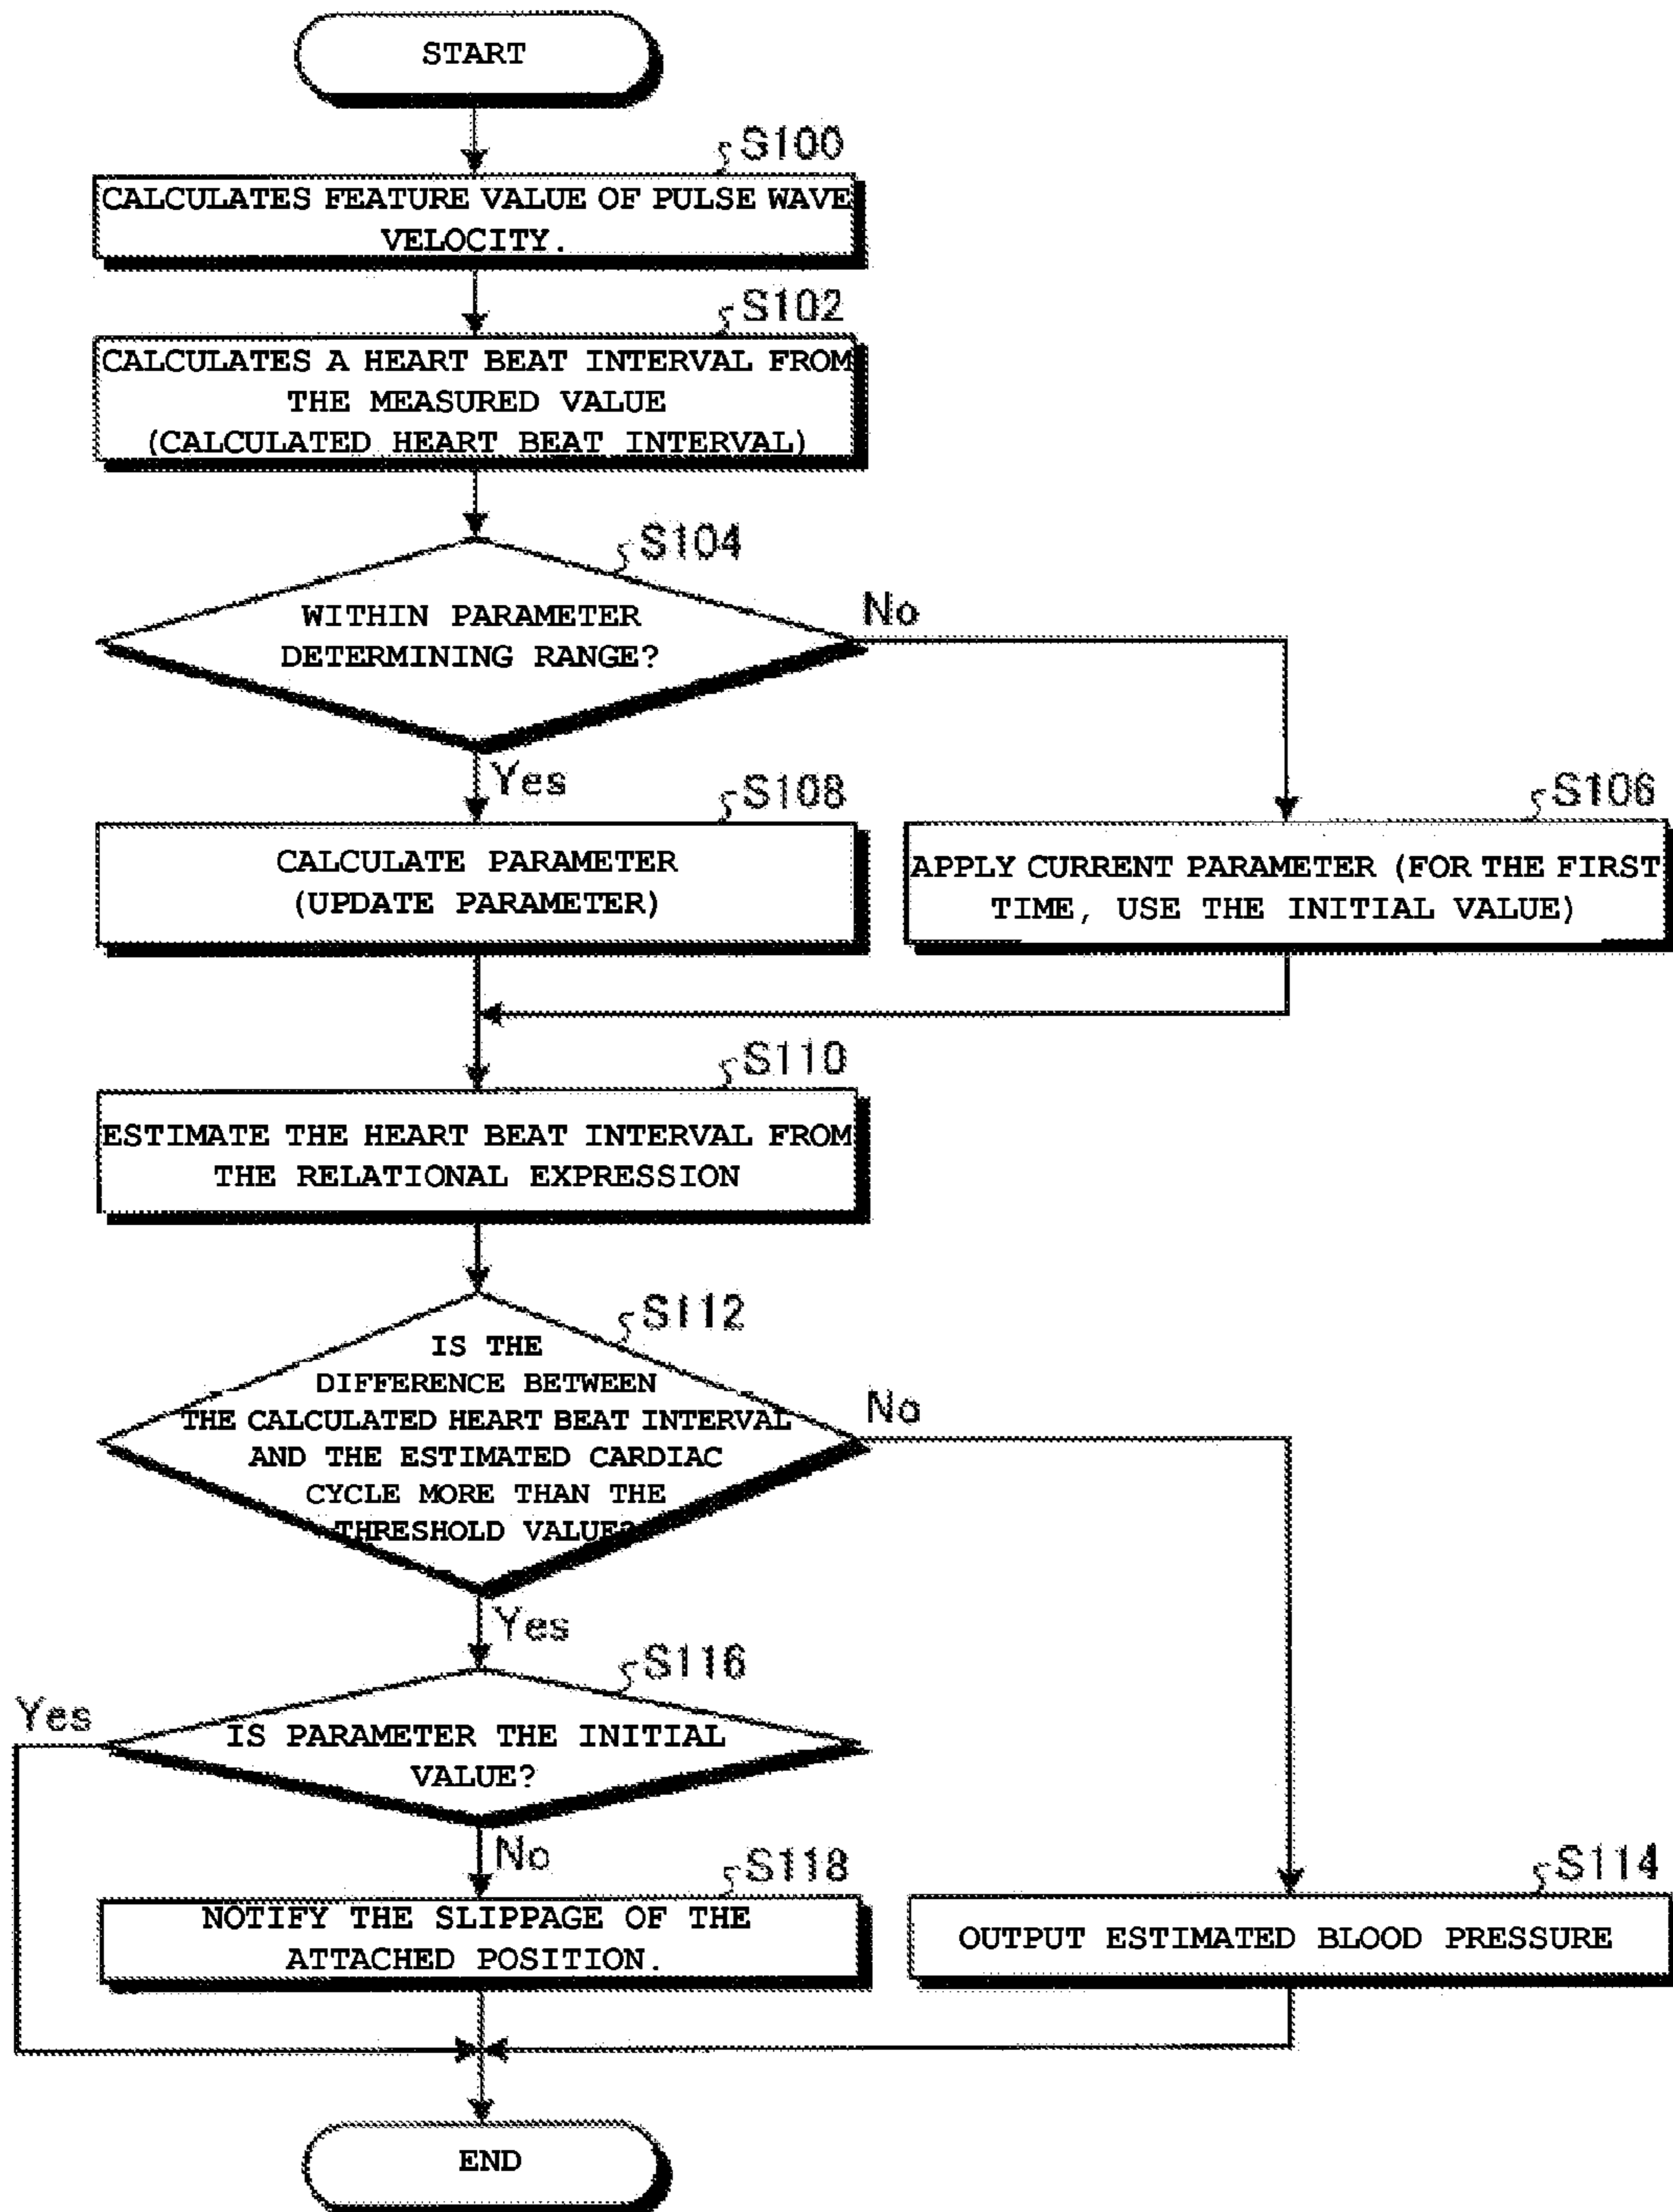 START
S100
CALCULATES FEATURE VALUE OF PULSE WAVE
VELOCITY.
S102
CALCULATES A HEART BEAT INTERVAL FROM
THE MEASURED VALUE
(CALCULATED HEART BEAT INTERVAL)
S104
WITHIN PARAMETER
DETERMINING RANGE?
No
Yes
S108
CALCULATE PARAMETER
(UPDATE PARAMETER)
S106
APPLY CURRENT PARAMETER (FOR THE FIRST
TIME, USE THE INITIAL VALUE)
S110
ESTIMATE THE HEART BEAT INTERVAL FROM
THE RELATIONAL EXPRESSION
S112
IS THE
DIFFERENCE BETWEEN
THE CALCULATED HEART BEAT INTERVAL
AND THE ESTIMATED CARDIAC
CYCLE MORE THAN THE
THRESHOLD VALUE?
No
Yes
S116
Yes
IS PARAMETER THE INITIAL
VALUE?
No
S118
NOTIFY THE SLIPPAGE OF THE
ATTACHED POSITION.
S114
OUTPUT ESTIMATED BLOOD PRESSURE
END